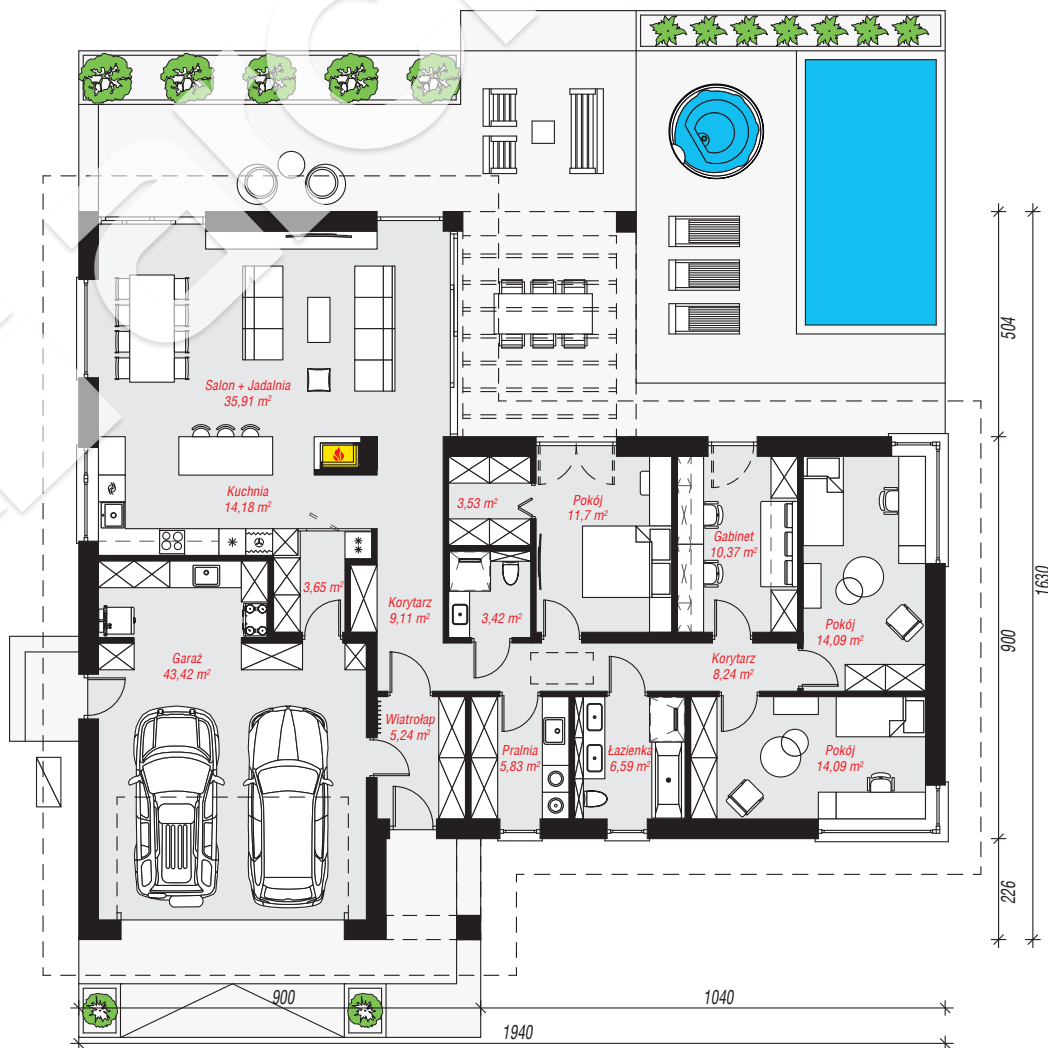 Salon + Jadalnia
35,91 m²
Kuchnia
14,18 m²
3,53 m²
Pokój
11,7 m²
Gabinet
10,37 m²
3,65 m²
Korytarz
9,11 m²
3,42 m²
Pokój
14,09 m²
Garaż
43,42 m²
Korytarz
8,24 m²
Wiatrołap
5,24 m²
Pralnia
5,83 m²
Łazienka
6,59 m²
Pokój
14,09 m²
504
900
1630
226
900
1040
1940